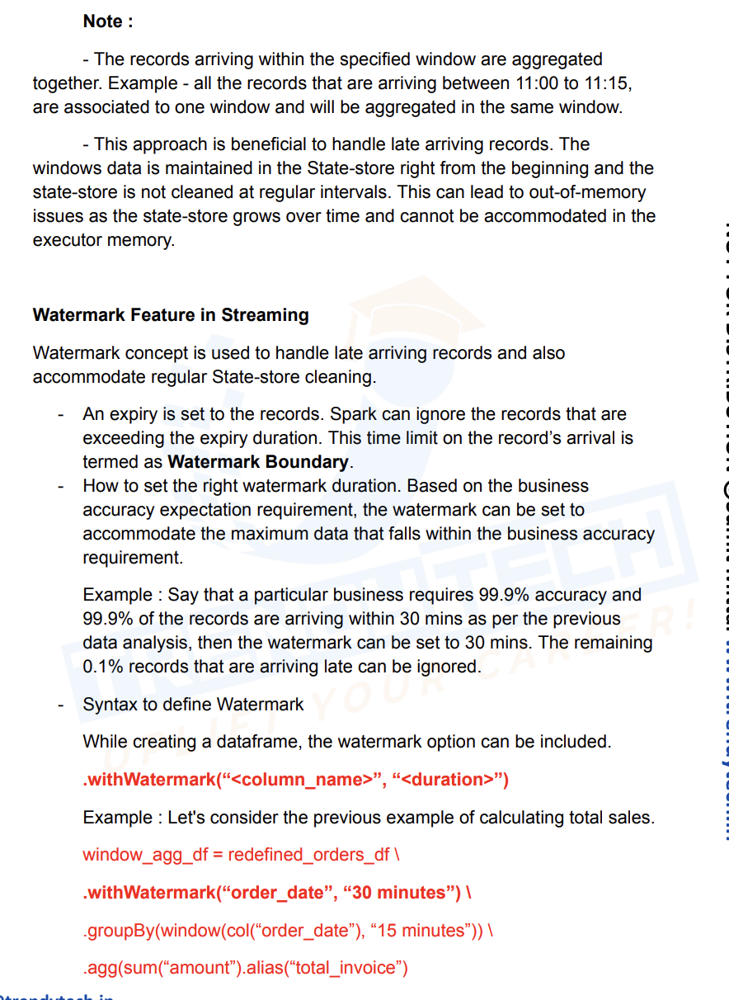 Note :
- The records arriving within the specified window are aggregated
together. Example - all the records that are arriving between 11:00 to 11:15,
are associated to one window and will be aggregated in the same window.
- This approach is beneficial to handle late arriving records. The
windows data is maintained in the State-store right from the beginning and the
state-store is not cleaned at regular intervals. This can lead to out-of-memory
issues as the state-store grows over time and cannot be accommodated in the
executor memory.
Watermark Feature in Streaming
Watermark concept is used to handle late arriving records and also
accommodate regular State-store cleaning.
- An expiry is set to the records. Spark can ignore the records that are
exceeding the expiry duration. This time limit on the record’s arrival is
termed as Watermark Boundary.
- How to set the right watermark duration. Based on the business
accuracy expectation requirement, the watermark can be set to
accommodate the maximum data that falls within the business accuracy
requirement.
Example : Say that a particular business requires 99.9% accuracy and
99.9% of the records are arriving within 30 mins as per the previous
data analysis, then the watermark can be set to 30 mins. The remaining
0.1% records that are arriving late can be ignored.
- Syntax to define Watermark
While creating a dataframe, the watermark option can be included.
.withWatermark(“<column_name>”, “<duration>”)
Example : Let's consider the previous example of calculating total sales.
window_agg_df = redefined_orders_df \
.withWatermark(“order_date”, “30 minutes”) \
.groupBy(window(col(“order_date”), “15 minutes”)) \
.agg(sum(“amount”).alias(“total_invoice”)
TRENDYTECH
UPLIFT YOUR CAREER!